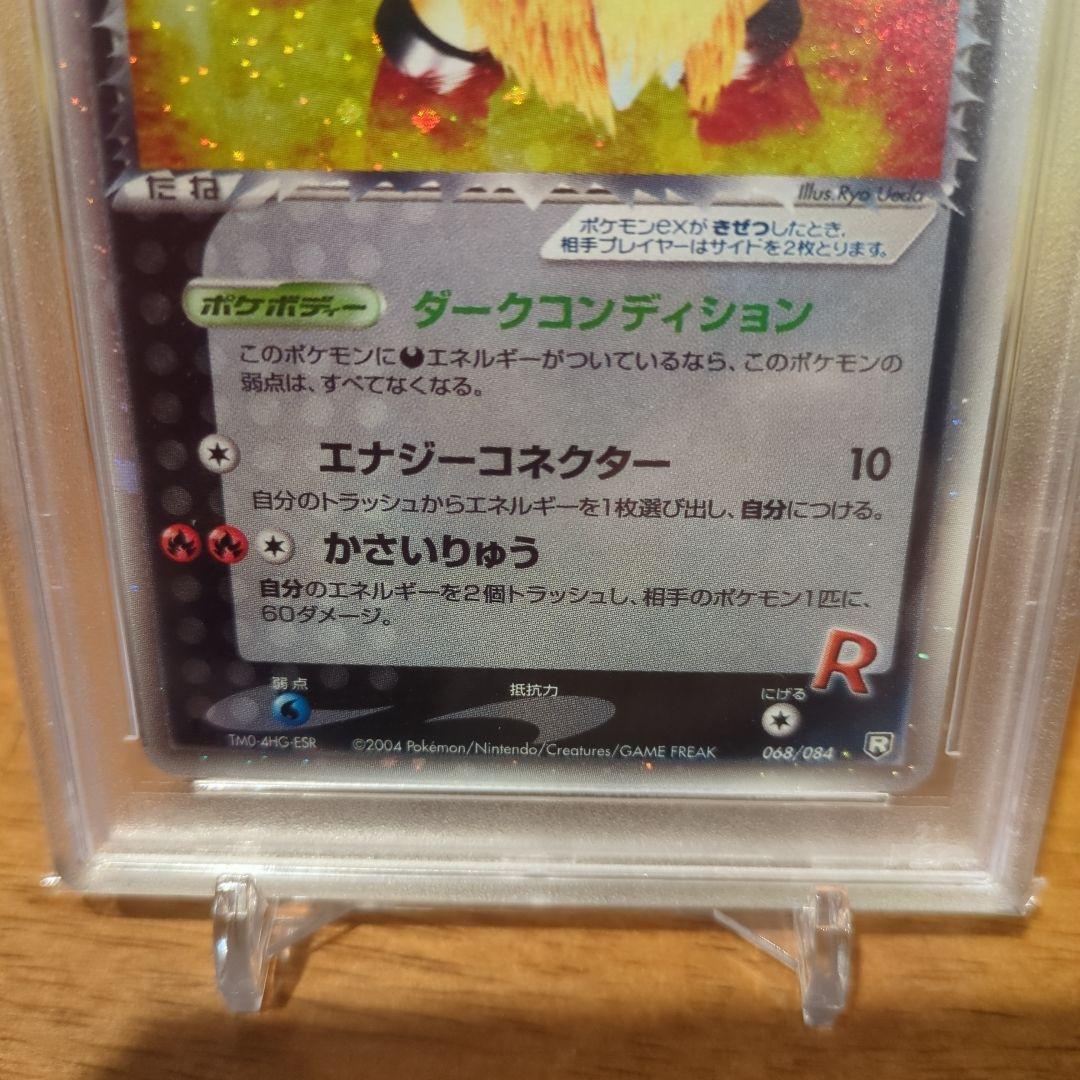 たね
Illus. Ryo Ueda
ポケモンexが きぜつしたとき、
相手プレイヤーはサイドを2枚とります。
ポケボディー ダークコンディション
このポケモンにエネルギーがついているなら、このポケモンの
弱点は、すべてなくなる。
エナジーコネクター 10
自分のトラッシュからエネルギーを1枚選び出し、自分につける。
かさいりゅう
自分のエネルギーを2個トラッシュし、相手のポケモン1匹に、
60ダメージ。
R
弱点 抵抗力 にげる
TM0-4HG-ESR ©2004 Pokémon/Nintendo/Creatures/GAME FREAK 068/084 R